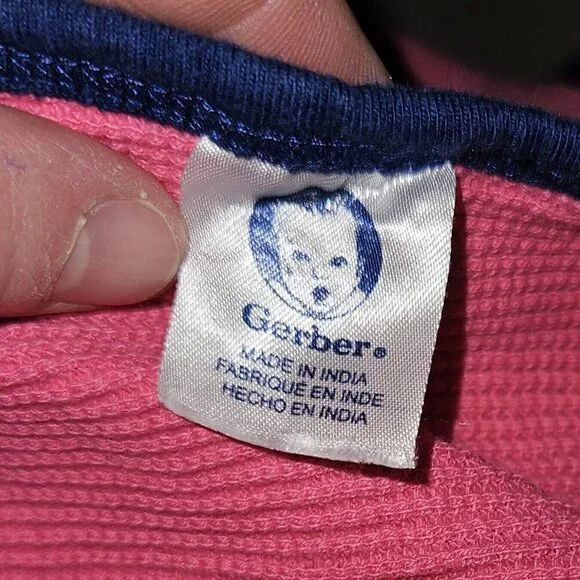 Gerber®
MADE IN INDIA
FABRIQUE EN INDE
HECHO EN INDIA